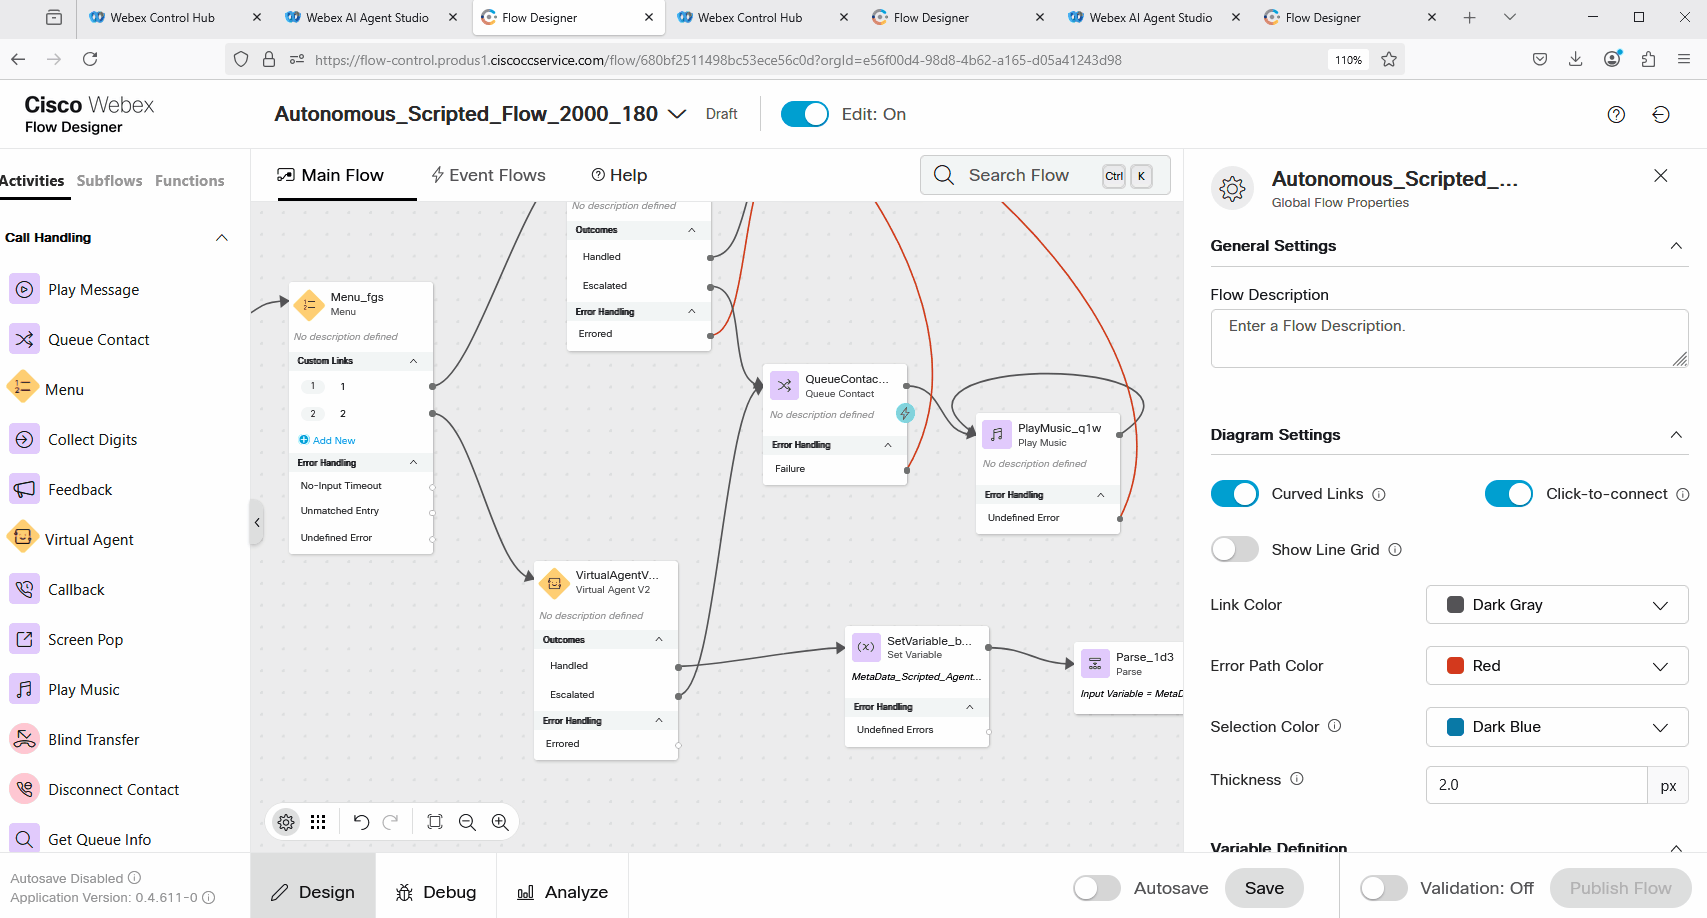 Webex Control Hub
Webex AI Agent Studio
Flow Designer
Webex Control Hub
Flow Designer
Webex AI Agent Studio
Flow Designer
https://flow-control.produs1.ciscoccservice.com/flow/680bf2511498bc53ece56c0d?orgId=e56f00d4-98d8-4b62-a165-d05a41243d98
110%
Cisco Webex
Flow Designer
Autonomous_Scripted_Flow_2000_180
Draft
Edit: On
Activities
Subflows
Functions
Main Flow
Event Flows
Help
Search Flow
Ctrl
K
Call Handling
Play Message
Queue Contact
Menu
Collect Digits
Feedback
Virtual Agent
Callback
Screen Pop
Play Music
Blind Transfer
Disconnect Contact
Get Queue Info
Autosave Disabled
Application Version: 0.4.611-0
Menu_fgs
Menu
No description defined
Custom Links
1 1
2 2
Add New
Error Handling
No-Input Timeout
Unmatched Entry
Undefined Error
No description defined
Outcomes
Handled
Escalated
Error Handling
Errored
QueueContac...
Queue Contact
No description defined
Error Handling
Failure
PlayMusic_q1w
Play Music
No description defined
Error Handling
Undefined Error
VirtualAgentV...
Virtual Agent V2
No description defined
Outcomes
Handled
Escalated
Error Handling
Errored
SetVariable_b...
Set Variable
MetaData_Scripted_Agent...
Error Handling
Undefined Errors
Parse_1d3
Parse
Input Variable = MetaD
Autonomous_Scripted_...
Global Flow Properties
General Settings
Flow Description
Enter a Flow Description.
Diagram Settings
Curved Links
Click-to-connect
Show Line Grid
Link Color
Dark Gray
Error Path Color
Red
Selection Color
Dark Blue
Thickness
2.0
px
Variable Definition
Design
Debug
Analyze
Autosave
Save
Validation: Off
Publish Flow